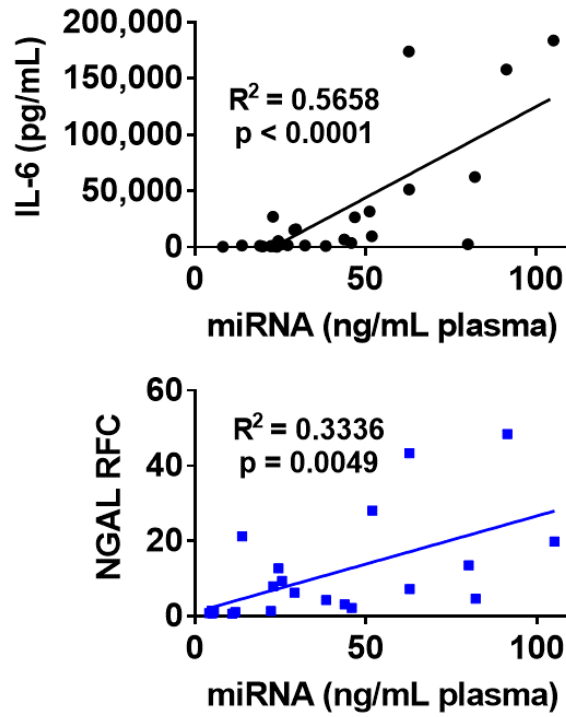 200,000
150,000
100,000
50,000
0
IL-6 (pg/mL)
R² = 0.5658
p < 0.0001
0 50 100
miRNA (ng/mL plasma)
60
40
20
0
NGAL RFC
R² = 0.3336
p = 0.0049
0 50 100
miRNA (ng/mL plasma)